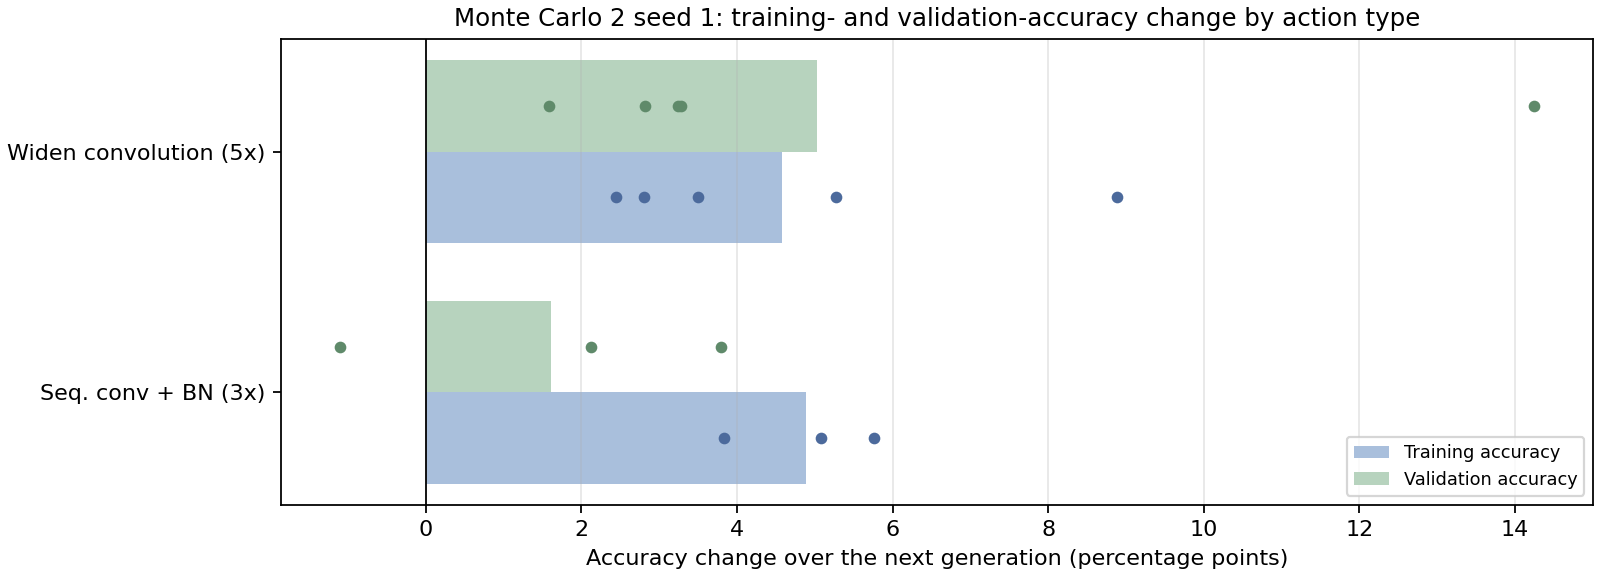 Monte Carlo 2 seed 1: training- and validation-accuracy change by action type
Widen convolution (5x)
Seq. conv + BN (3x)
Training accuracy
Validation accuracy
0 2 4 6 8 10 12 14
Accuracy change over the next generation (percentage points)